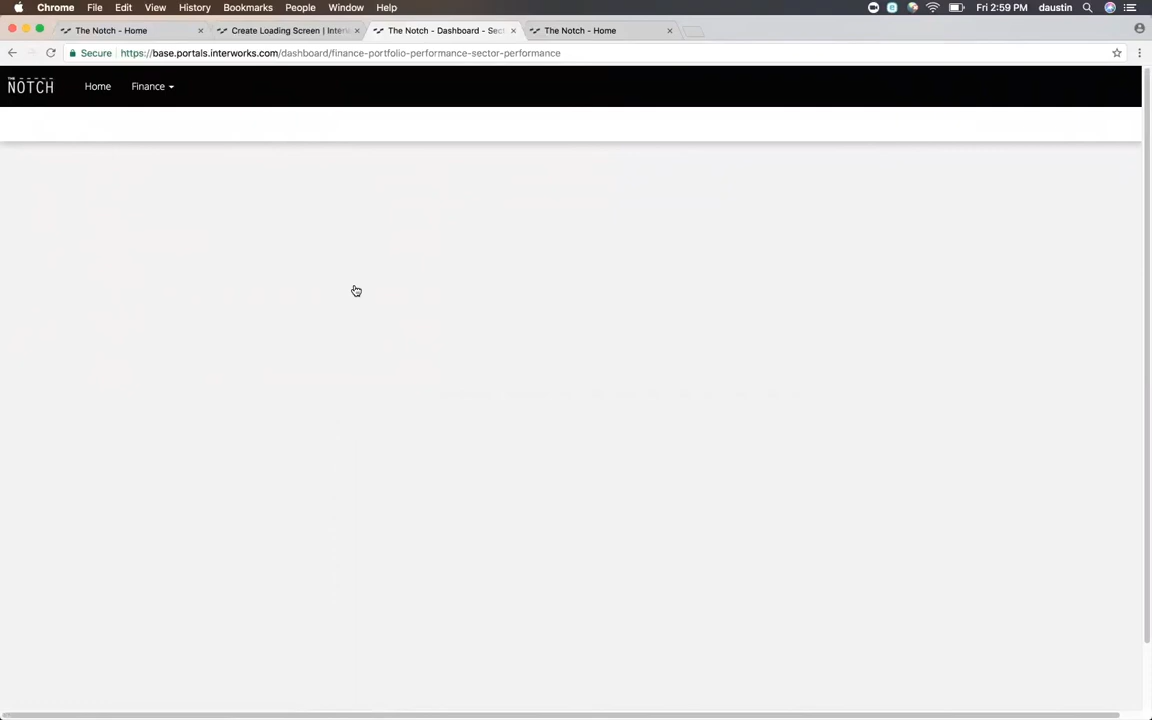 Chrome File Edit View History Bookmarks People Window Help Fri 2:59 PM daustin
The Notch - Home Create Loading Screen | Inter The Notch - Dashboard - Sec The Notch - Home
Secure https://base.portals.interworks.com/dashboard/finance-portfolio-performance-sector-performance
THE NOTCH Home Finance